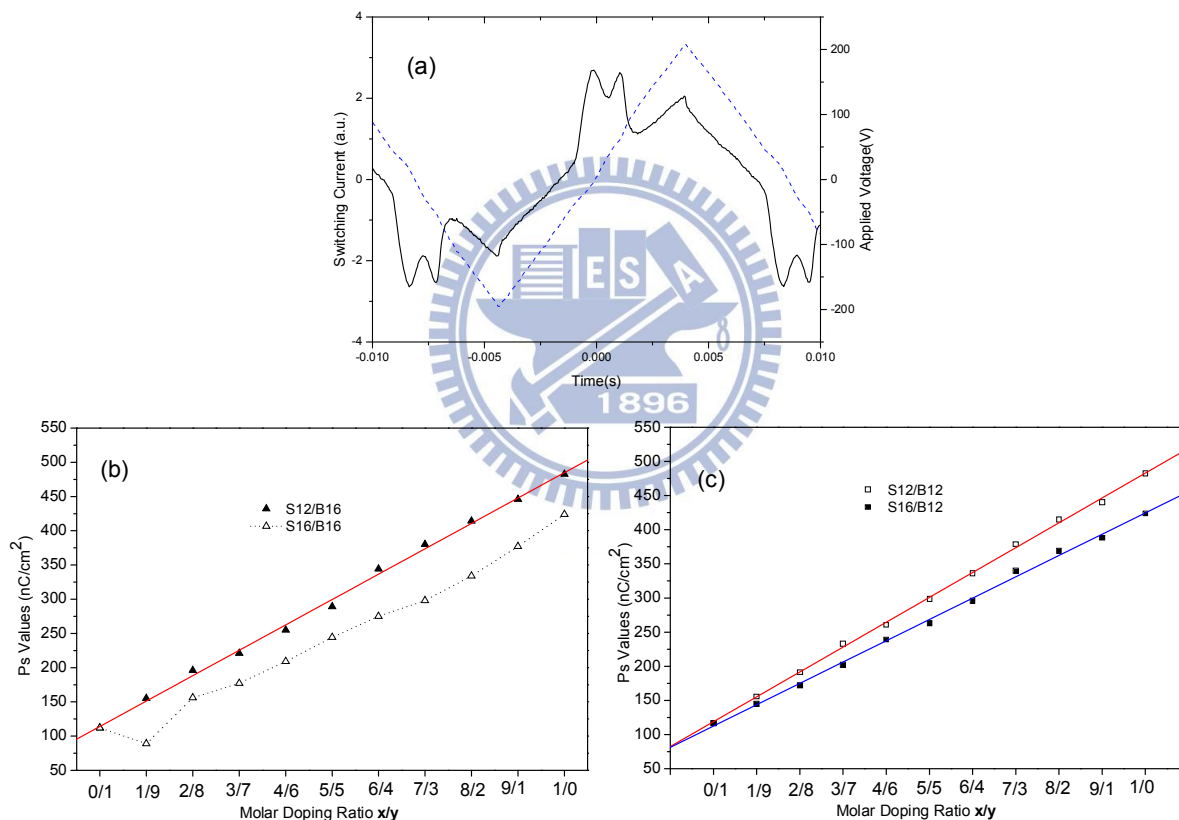 (a)
4
2
0
-2
-4
Switching Current (a.u.)
200
100
0
-100
-200
Applied Voltage(V)
-0.010 -0.005 0.000 0.005 0.010
Time(s)
ESA
1896
(b)
550
500
450
400
350
300
250
200
150
100
50
Ps Values (nC/cm²)
S12/B16
S16/B16
0/1 1/9 2/8 3/7 4/6 5/5 6/4 7/3 8/2 9/1 1/0
Molar Doping Ratio x/y
(c)
550
500
450
400
350
300
250
200
150
100
50
Ps Values (nC/cm²)
S12/B12
S16/B12
0/1 1/9 2/8 3/7 4/6 5/5 6/4 7/3 8/2 9/1 1/0
Molar Doping Ratio x/y